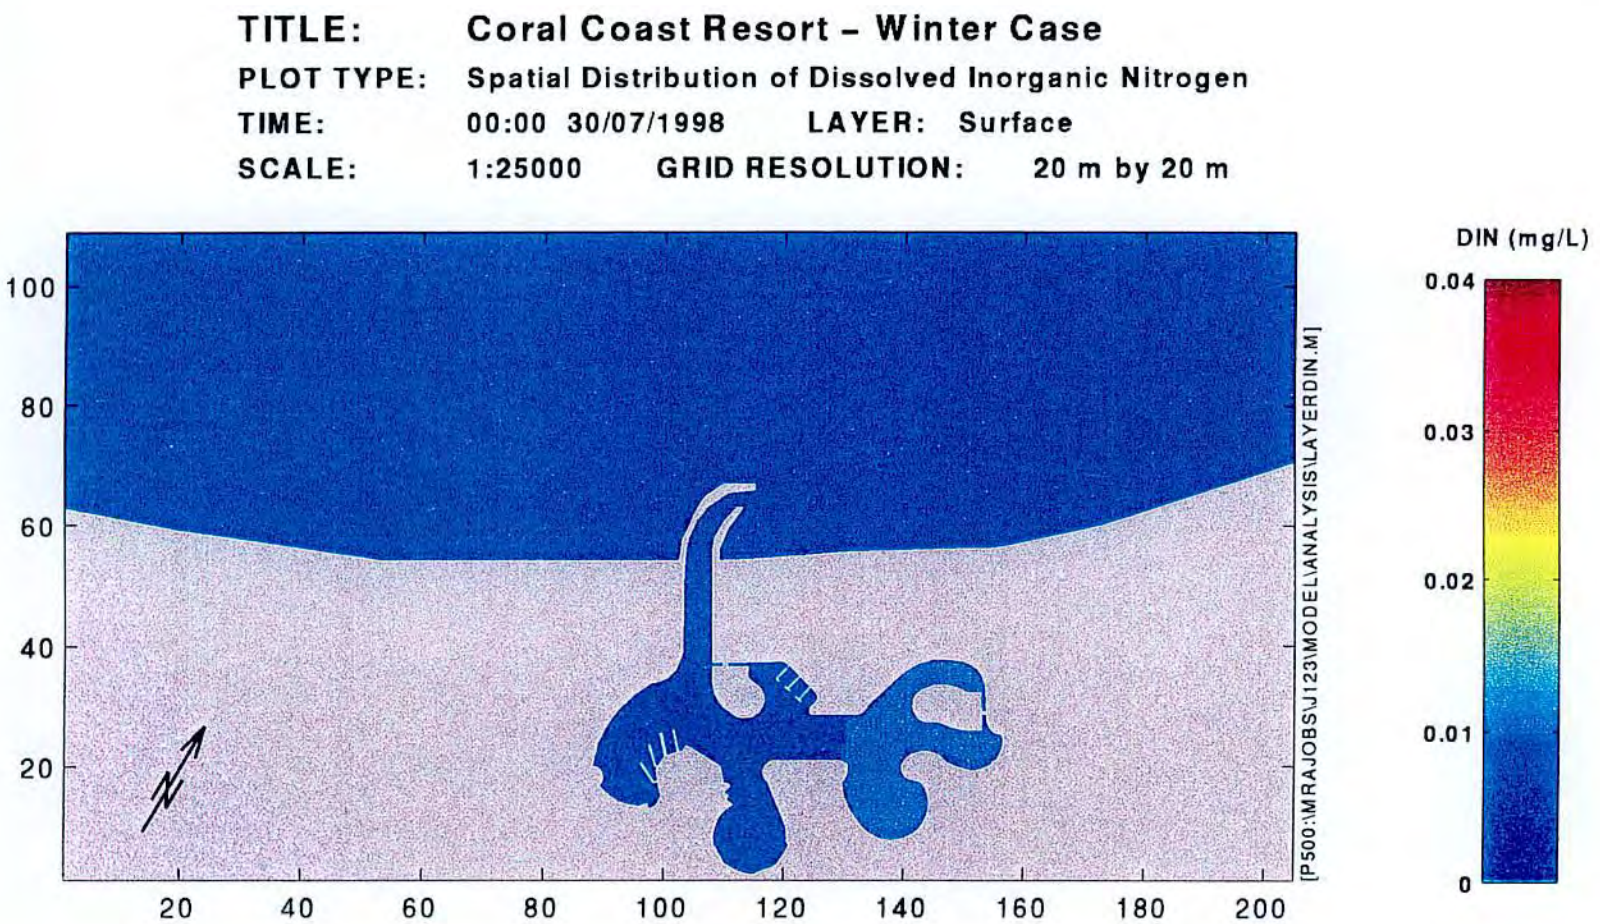 TITLE: Coral Coast Resort – Winter Case
PLOT TYPE: Spatial Distribution of Dissolved Inorganic Nitrogen
TIME: 00:00 30/07/1998 LAYER: Surface
SCALE: 1:25000 GRID RESOLUTION: 20 m by 20 m
DIN (mg/L)
0.04
0.03
0.02
0.01
0
100
80
60
40
20
20 40 60 80 100 120 140 160 180 200
[P500:\MRAJOBS\J123\MODEL\ANALYSIS\LAYERDIN.M]
N